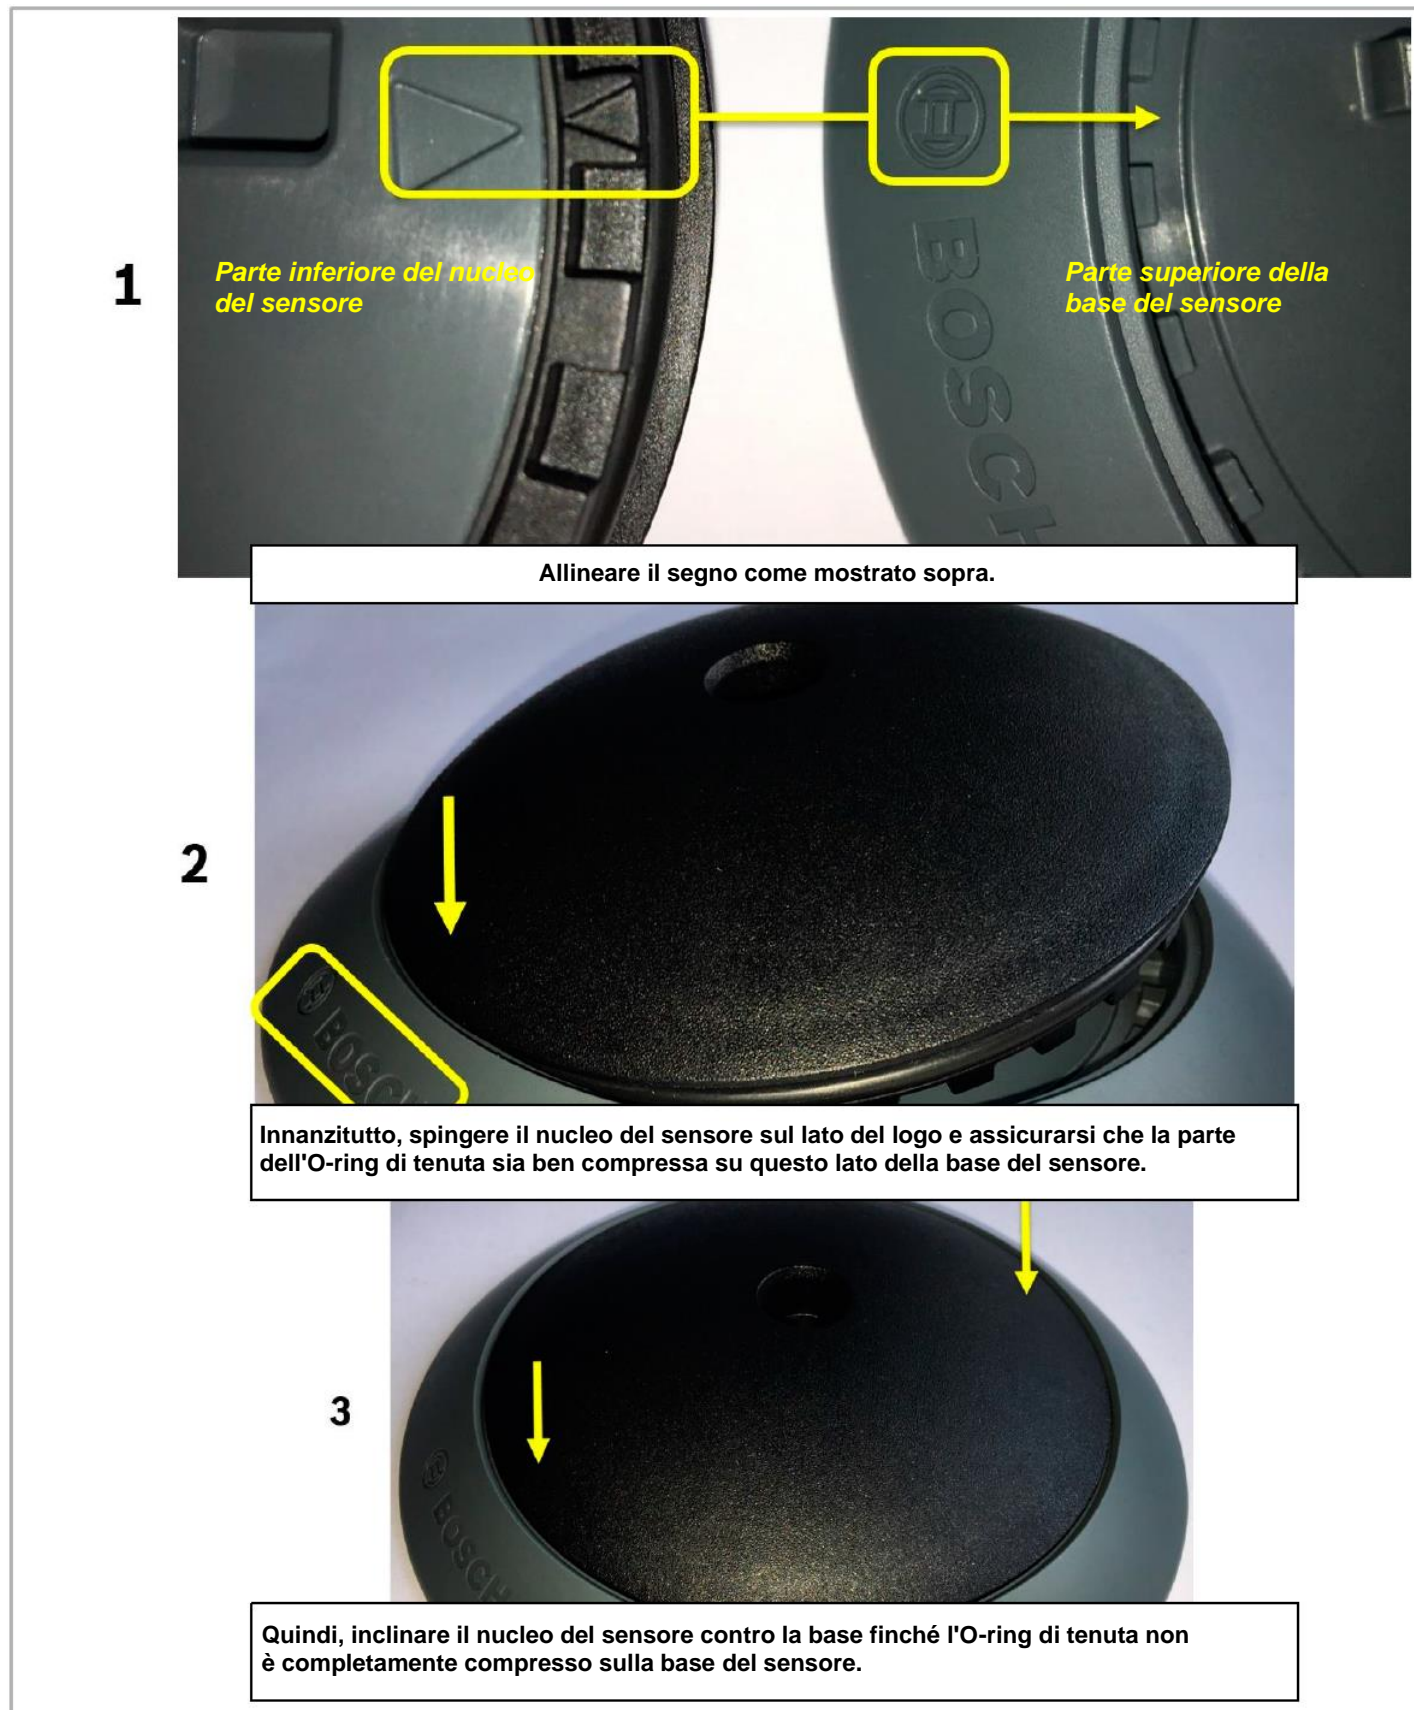 1
Parte inferiore del nucleo
del sensore
BOSCH
Parte superiore della
base del sensore
Allineare il segno come mostrato sopra.
2
BOSCH
Innanzitutto, spingere il nucleo del sensore sul lato del logo e assicurarsi che la parte
dell'O-ring di tenuta sia ben compressa su questo lato della base del sensore.
3
BOSCH
Quindi, inclinare il nucleo del sensore contro la base finché l'O-ring di tenuta non
è completamente compresso sulla base del sensore.